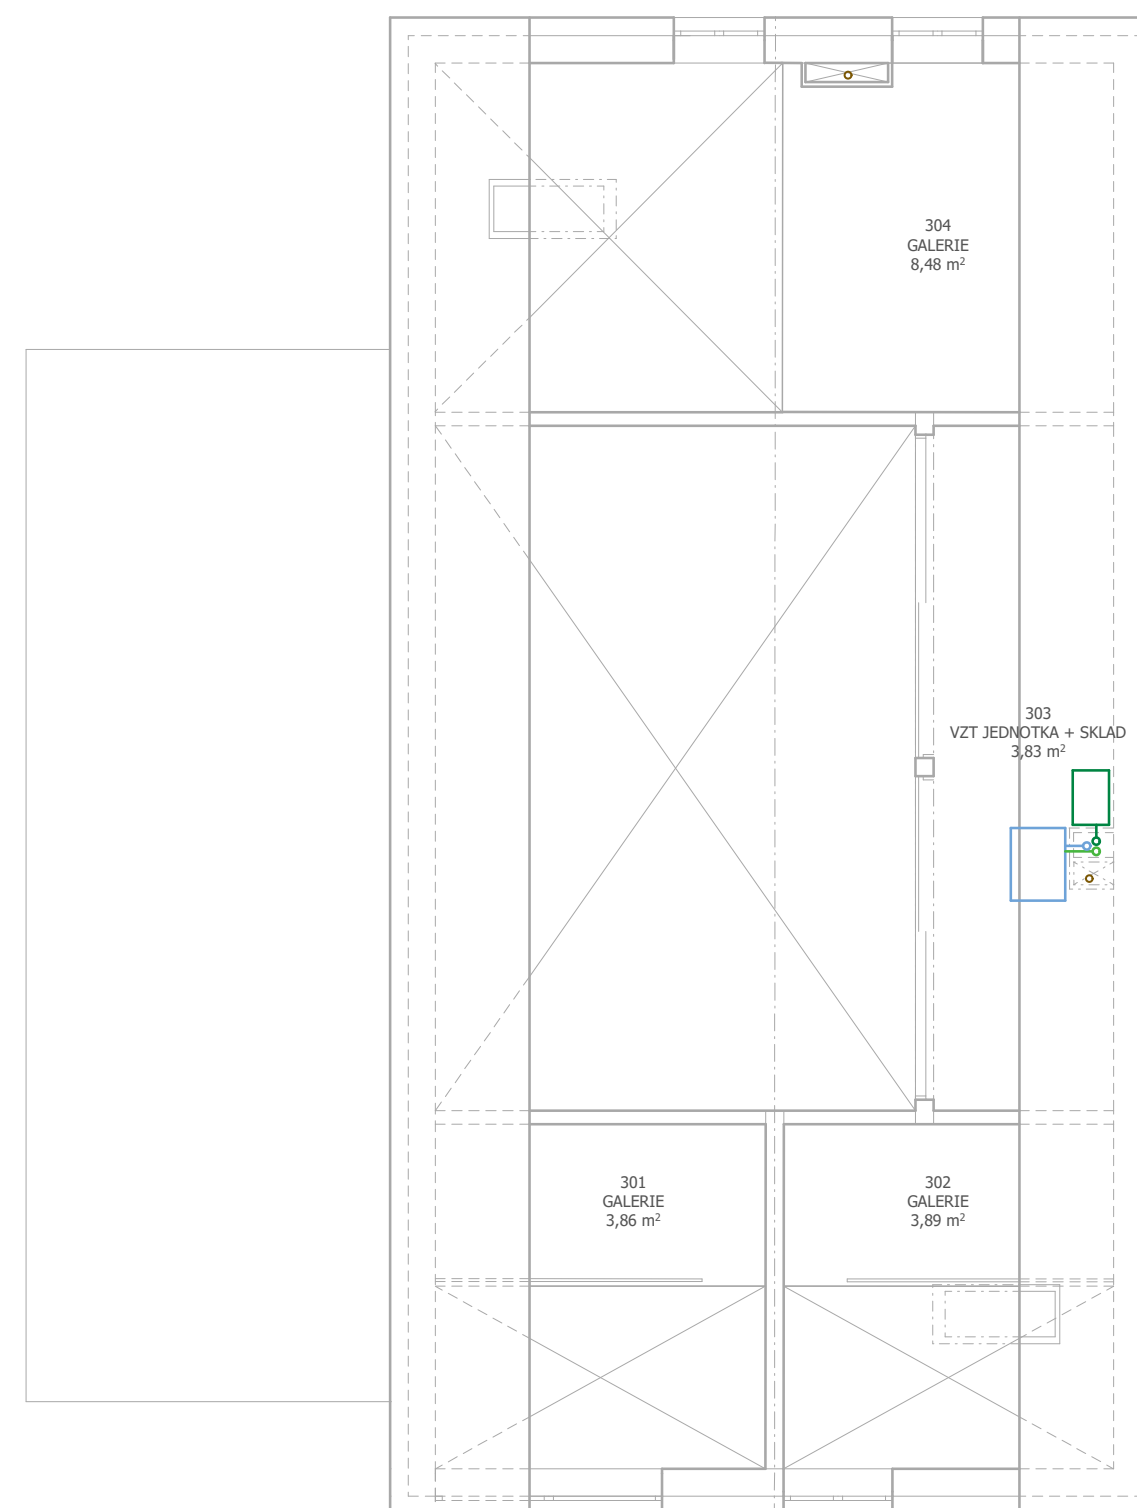 304
GALERIE
8,48 m²
303
VZT JEDNOTKA + SKLAD
3,83 m²
301
GALERIE
3,86 m²
302
GALERIE
3,89 m²